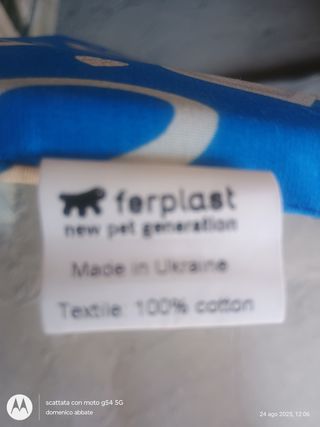 ferplast
new pet generation
Made in Ukraine
Textile: 100% cotton
scattata con moto g54 5G
domenico abbate
24 ago 2025, 12:06